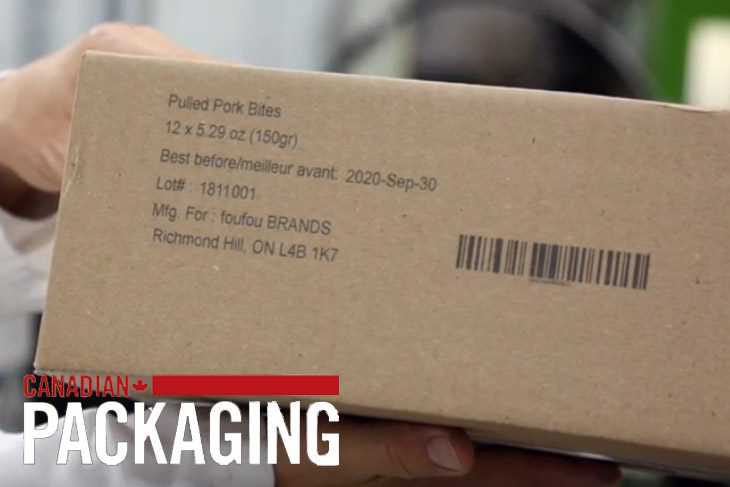 Pulled Pork Bites
12 x 5.29 oz (150gr)
Best before/meilleur avant: 2020-Sep-30
Lot# : 1811001
Mfg. For : foufou BRANDS
Richmond Hill, ON L4B 1K7
CANADIAN
PACKAGING